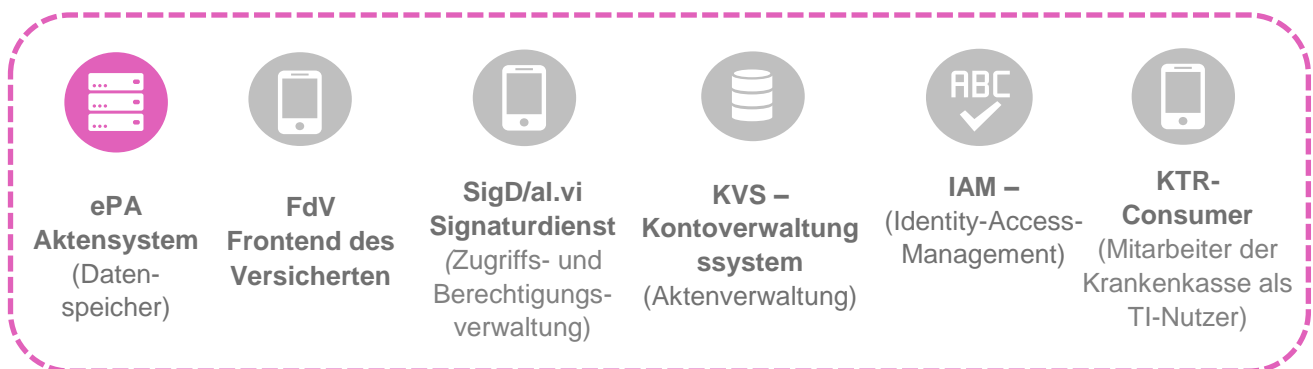 ABC
ePA
Aktensystem
(Daten-
speicher)
FdV
Frontend des
Versicherten
SigD/al.vi
Signaturdienst
(Zugriffs- und
Berechtigungs-
verwaltung)
KVS –
Kontoverwaltung
ssystem
(Aktenverwaltung)
IAM –
(Identity-Access-
Management)
KTR-
Consumer
(Mitarbeiter der
Krankenkasse als
TI-Nutzer)